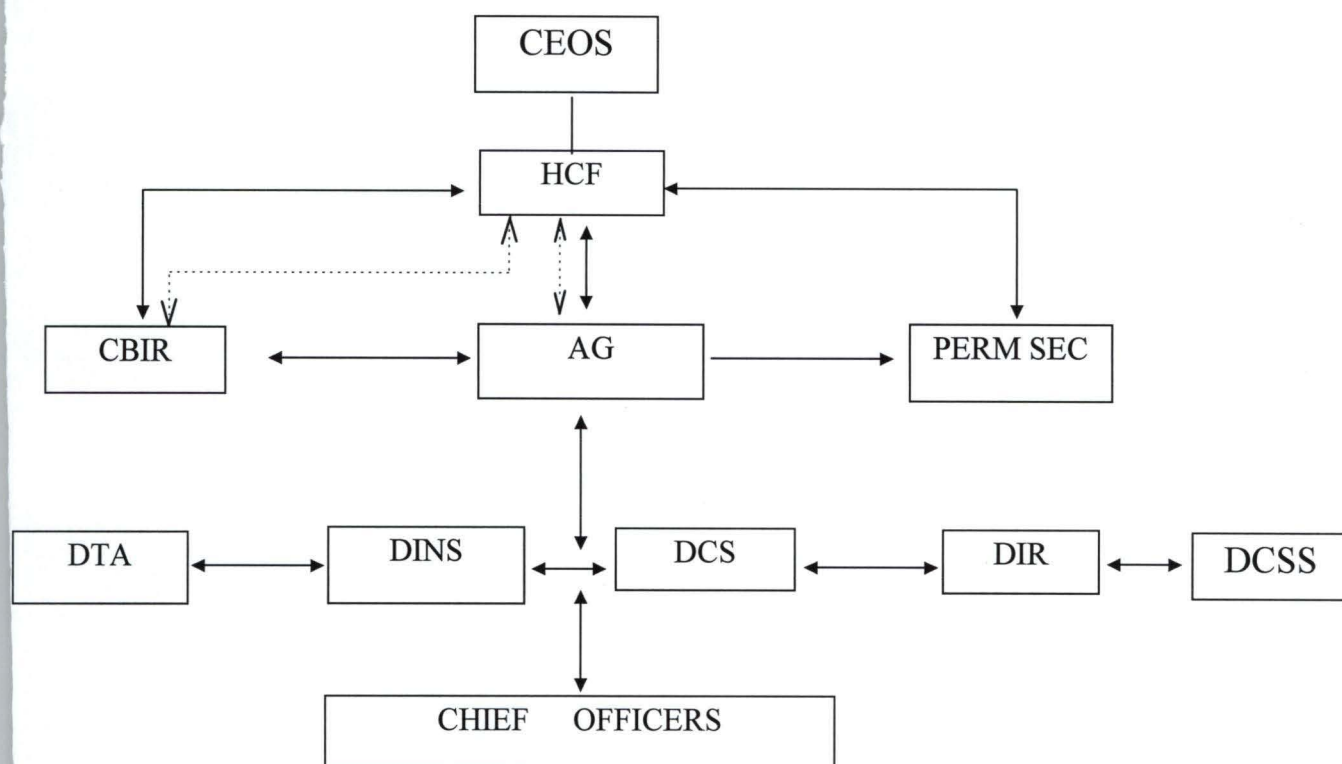 CEOS
HCF
CBIR
AG
PERM SEC
DTA
DINS
DCS
DIR
DCSS
CHIEF OFFICERS